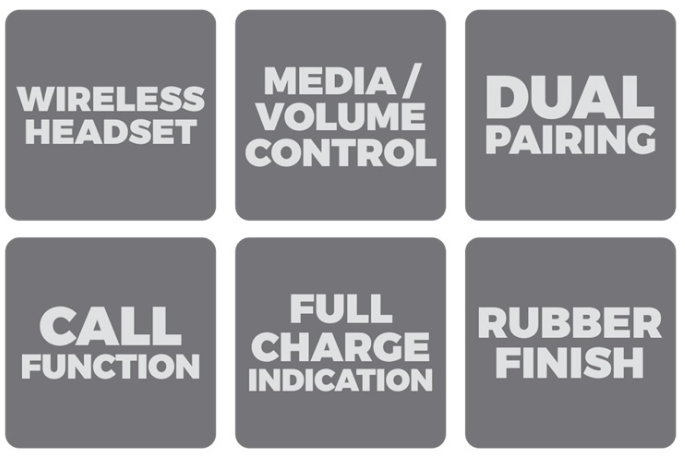 WIRELESS
HEADSET
MEDIA /
VOLUME
CONTROL
DUAL
PAIRING
CALL
FUNCTION
FULL
CHARGE
INDICATION
RUBBER
FINISH